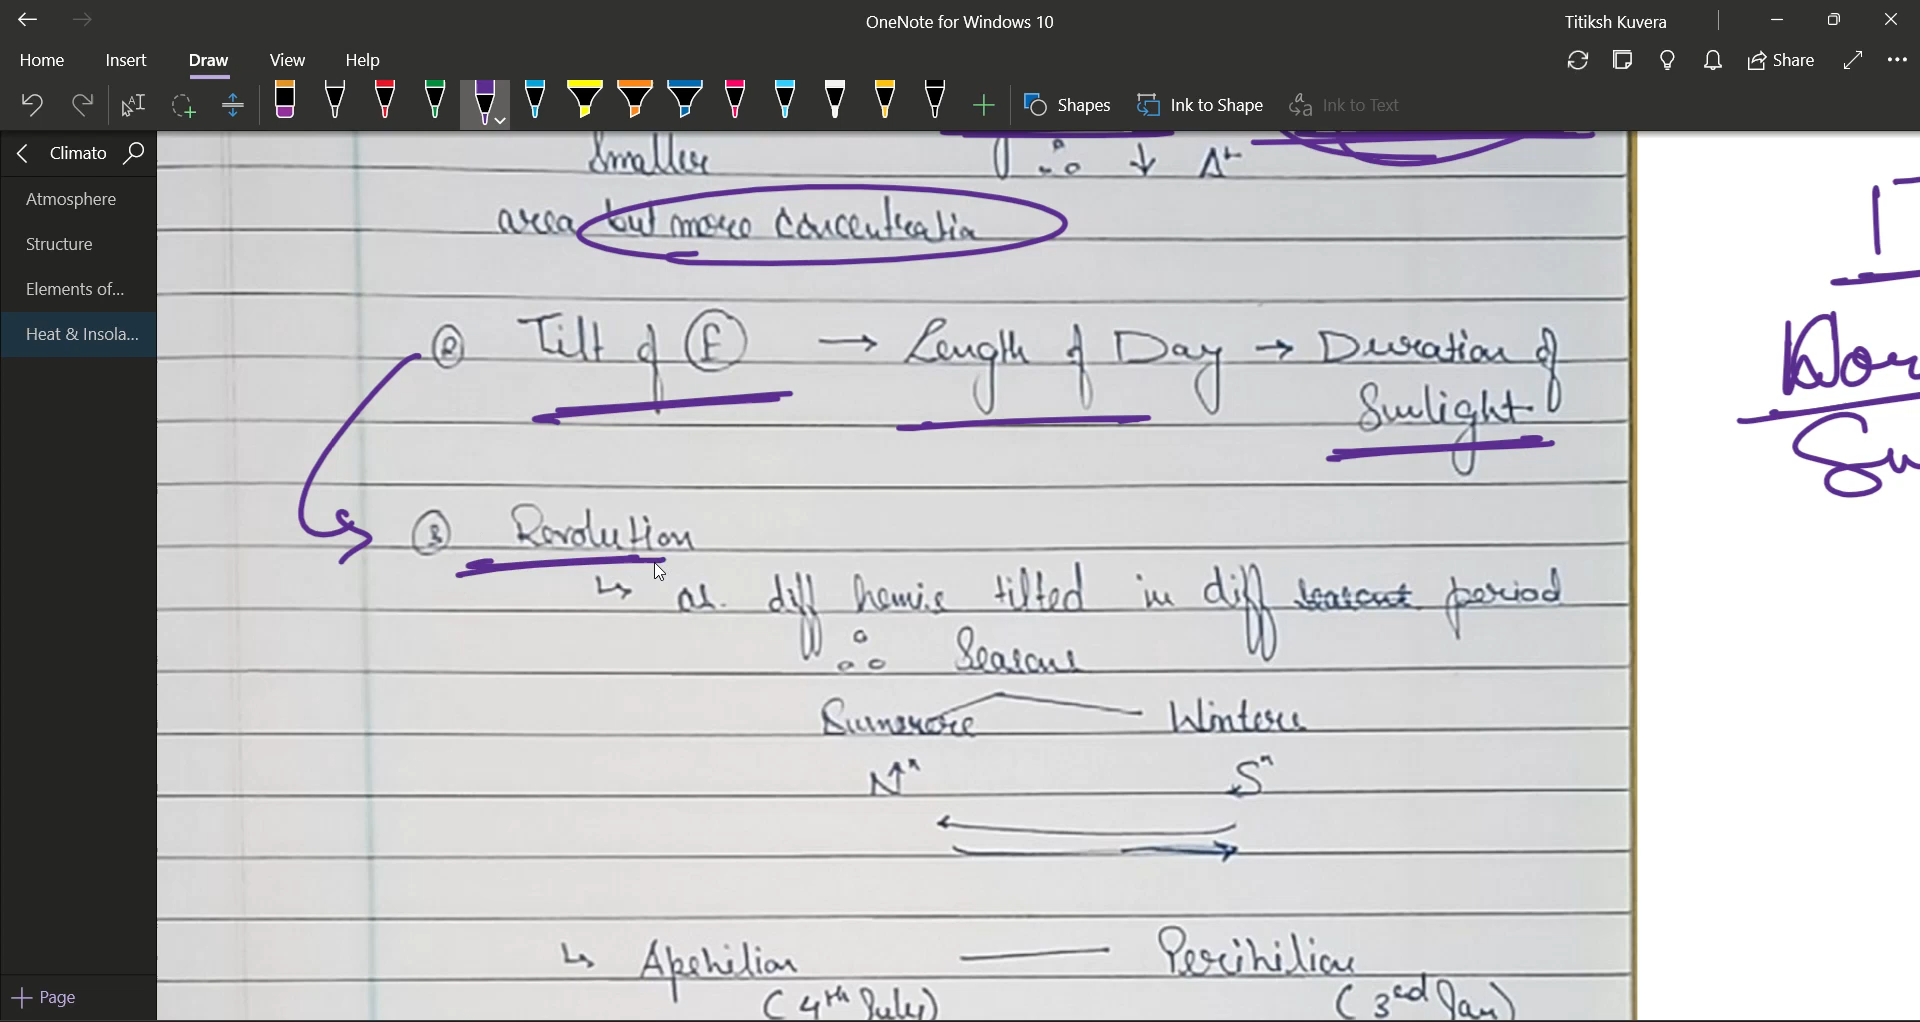 OneNote for Windows 10
Titiksh Kuvera
Home Insert Draw View Help
Share
Shapes Ink to Shape Ink to Text
Climato
Atmosphere
Structure
Elements of...
Heat & Insola...
Page
Smaller ∴ ↓
area but more concentratin
② Tilt of Ⓔ → Length of Day → Duration of
Sunlight
③ Revolution
↳ as diff hemis tilted in diff period
∴ Seasons
Summers Winters
N S
↳ Aphilion — Perihilion
(4th July) (3rd Jan)